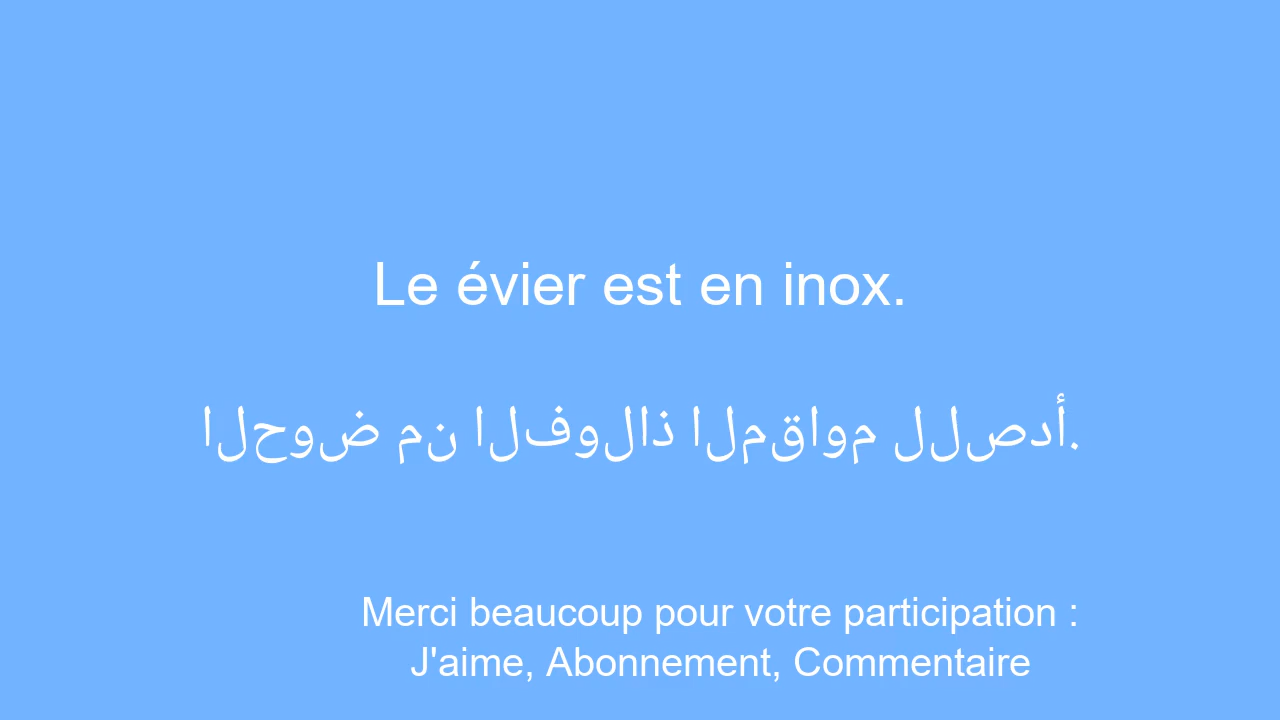 Le évier est en inox.
الحوض من الفولاذ المقاوم للصدأ.
Merci beaucoup pour votre participation :
J'aime, Abonnement, Commentaire